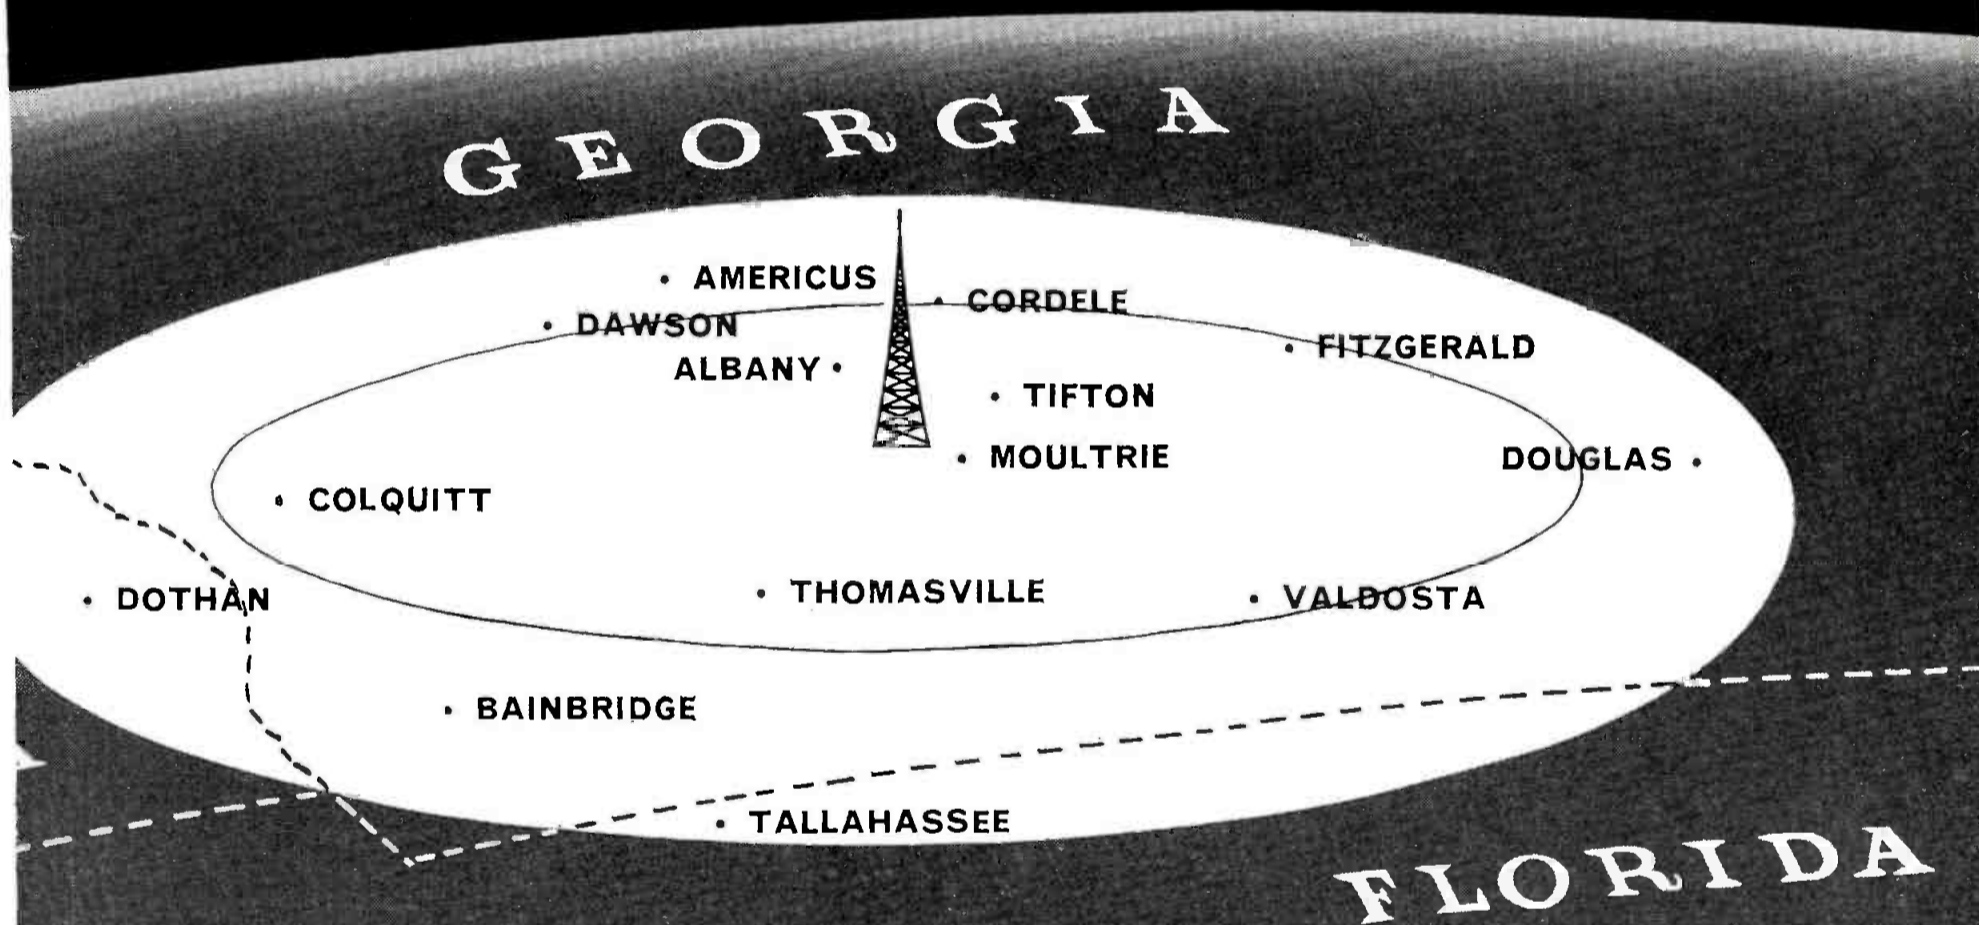 GEORGIA
AMERICUS
CORDELE
DAWSON
FITZGERALD
ALBANY
TIFTON
MOULTRIE
DOUGLAS
COLQUITT
DOTHAN
THOMASVILLE
VALDOSTA
BAINBRIDGE
TALLAHASSEE
FLORIDA